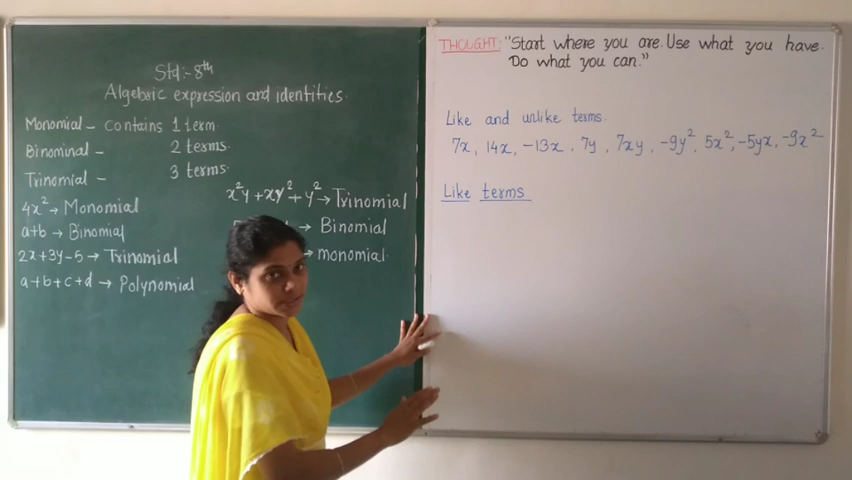 Std:- 8th
Algebric expression and identities.
Monomial - contains 1 term.
Binominal - 2 terms.
Trinomial - 3 terms.
4x² → Monomial
a+b → Binomial
2x+3y-5 → Trinomial
a+b+c+d → Polynomial
x²y + xy² + y² → Trinomial
→ Binomial
→ monomial.
THOUGHT: "Start where you are. Use what you have.
Do what you can."
Like and unlike terms.
7x, 14x, -13x, 7y, 7xy, -9y², 5x², -5yx, -9x²
Like terms